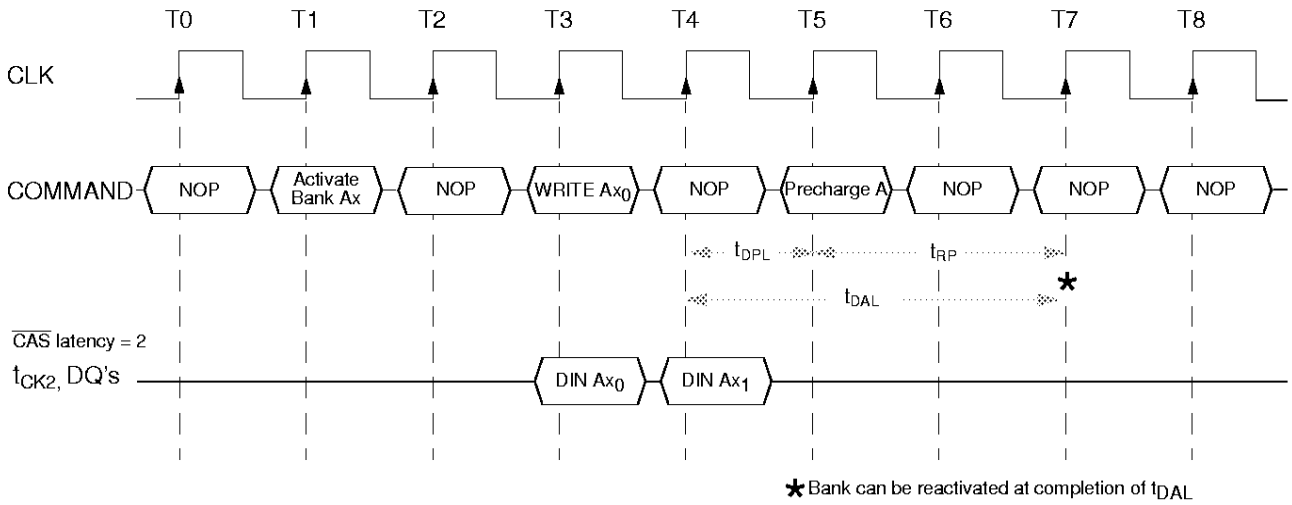 T0 T1 T2 T3 T4 T5 T6 T7 T8
CLK
COMMAND NOP Activate Bank Ax NOP WRITE Ax0 NOP Precharge A NOP NOP NOP
tDPL tRP
tDAL
CAS latency = 2
tCK2, DQ's DIN Ax0 DIN Ax1
* Bank can be reactivated at completion of tDAL